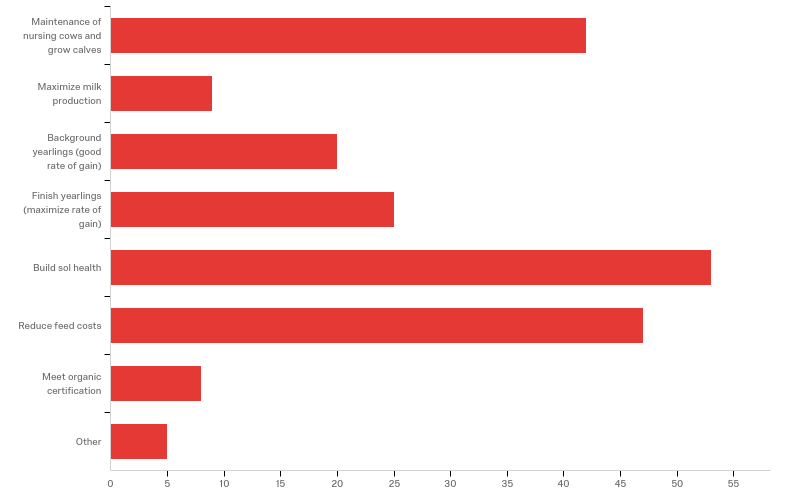 Maintenance of
nursing cows and
grow calves
Maximize milk
production
Background
yearlings (good
rate of gain)
Finish yearlings
(maximize rate of
gain)
Build sol health
Reduce feed costs
Meet organic
certification
Other
0 5 10 15 20 25 30 35 40 45 50 55